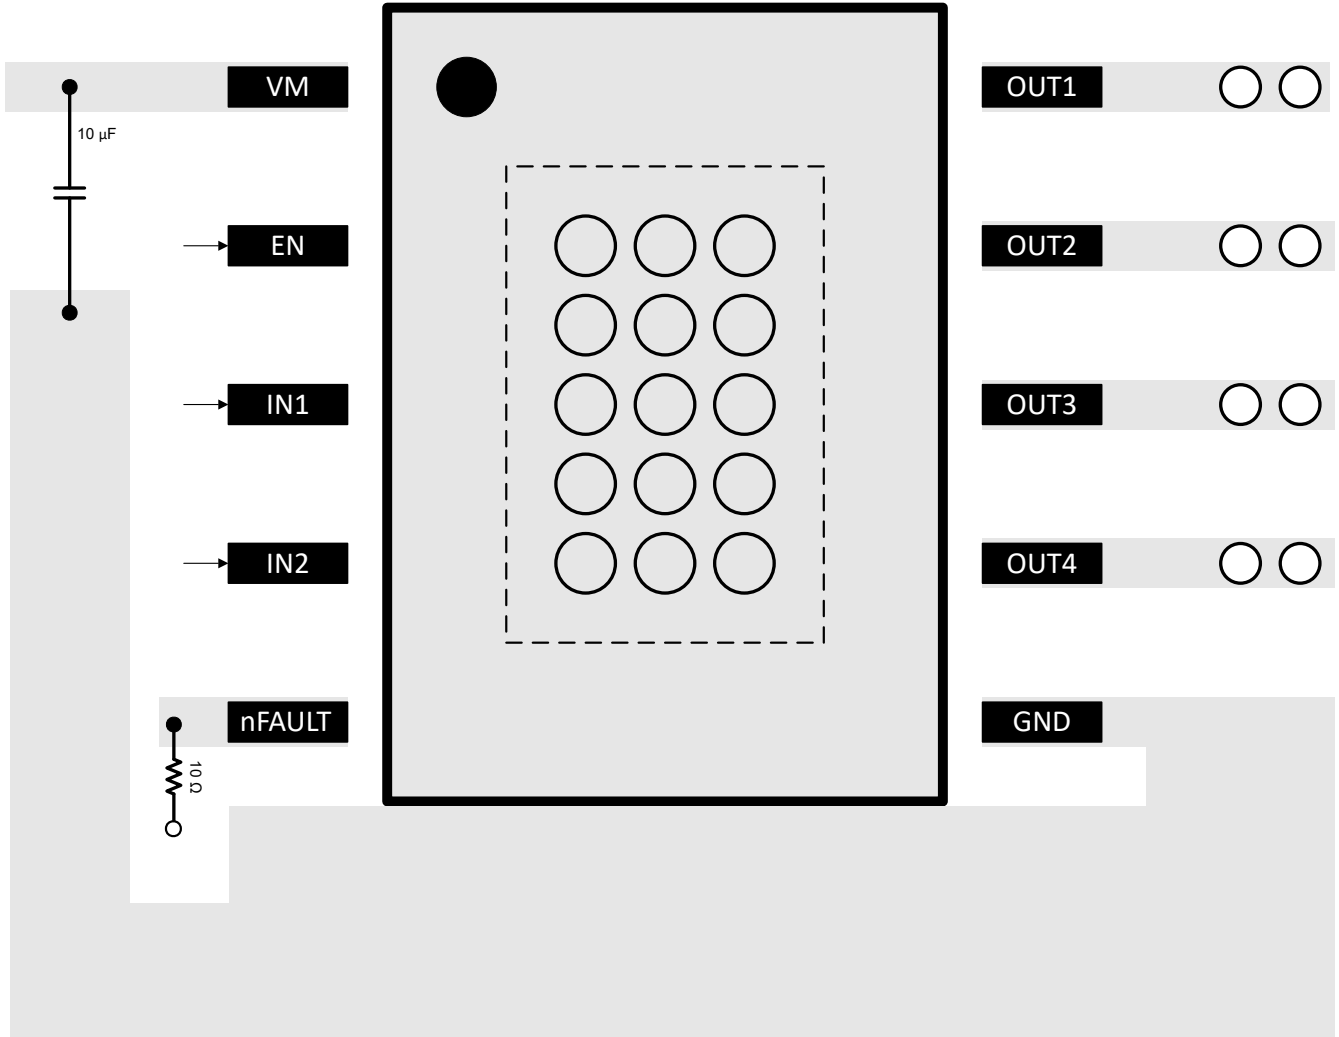 VM
OUT1
10 µF
EN
OUT2
IN1
OUT3
IN2
OUT4
nFAULT
GND
10 Ω